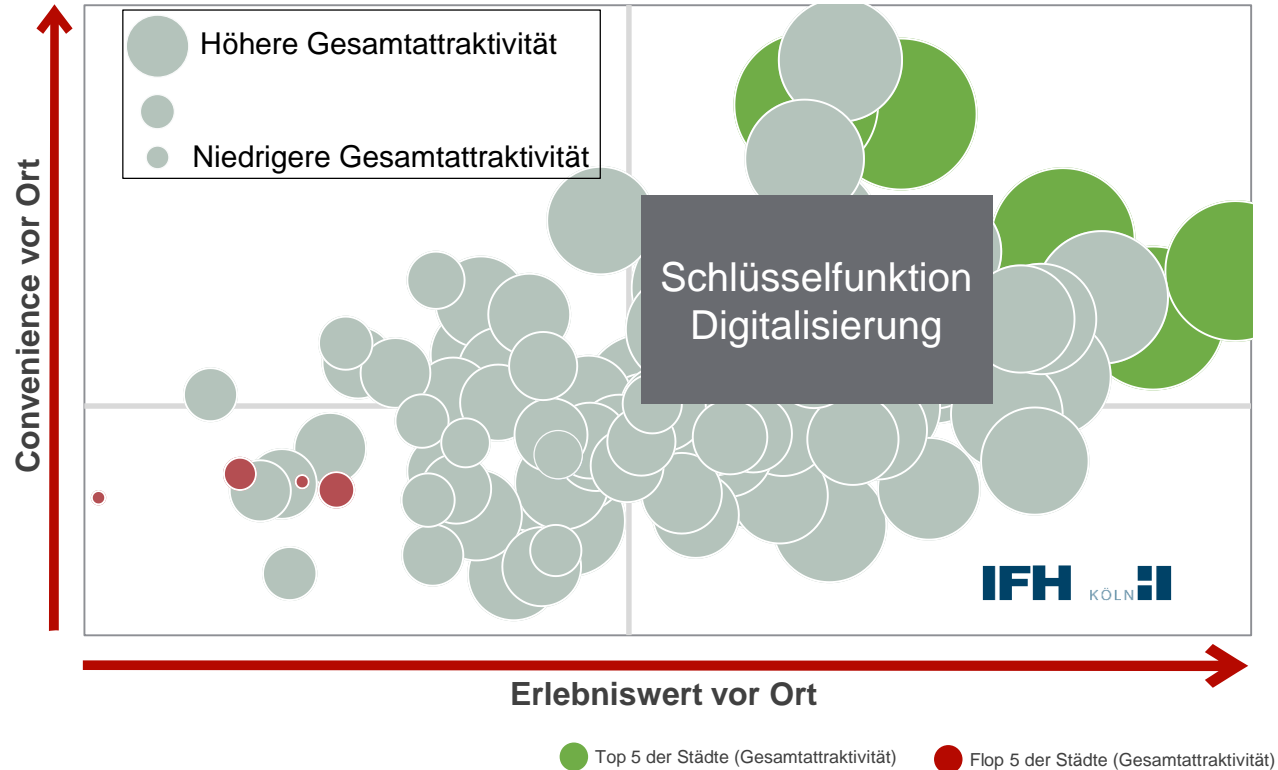 Höhere Gesamtattraktivität
Niedrigere Gesamtattraktivität
Convenience vor Ort
Schlüsselfunktion
Digitalisierung
IFH KÖLN
Erlebniswert vor Ort
Top 5 der Städte (Gesamtattraktivität)
Flop 5 der Städte (Gesamtattraktivität)